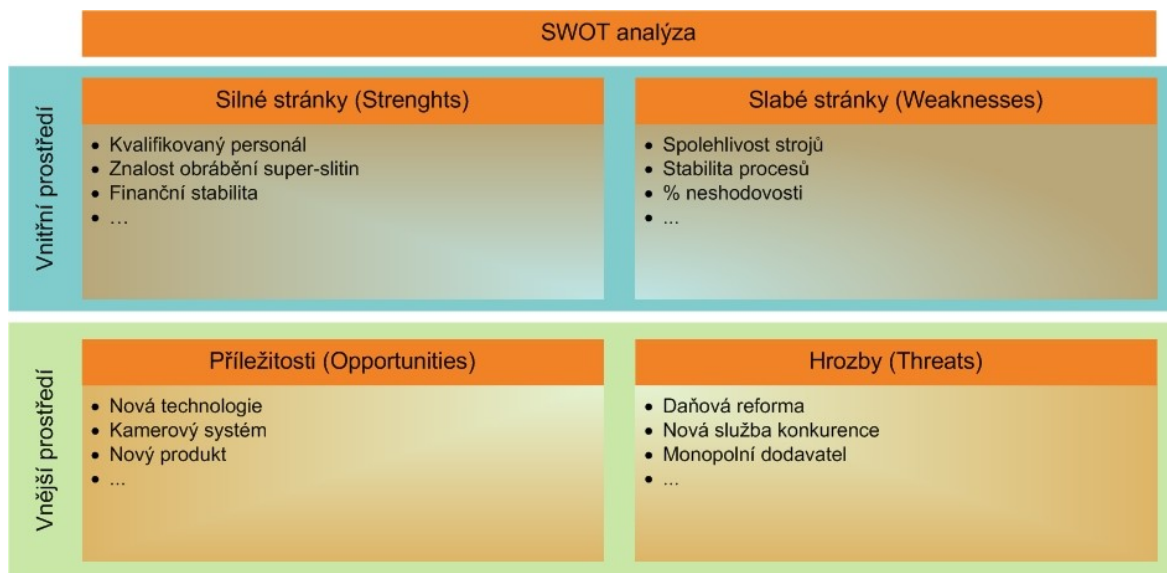 SWOT analýza
Vnitřní prostředí
Silné stránky (Strenghts)
• Kvalifikovaný personál
• Znalost obrábění super-slitin
• Finanční stabilita
• ...
Slabé stránky (Weaknesses)
• Spolehlivost strojů
• Stabilita procesů
• % neshodovosti
• ...
Vnější prostředí
Příležitosti (Opportunities)
• Nová technologie
• Kamerový systém
• Nový produkt
• ...
Hrozby (Threats)
• Daňová reforma
• Nová služba konkurence
• Monopolní dodavatel
• ...